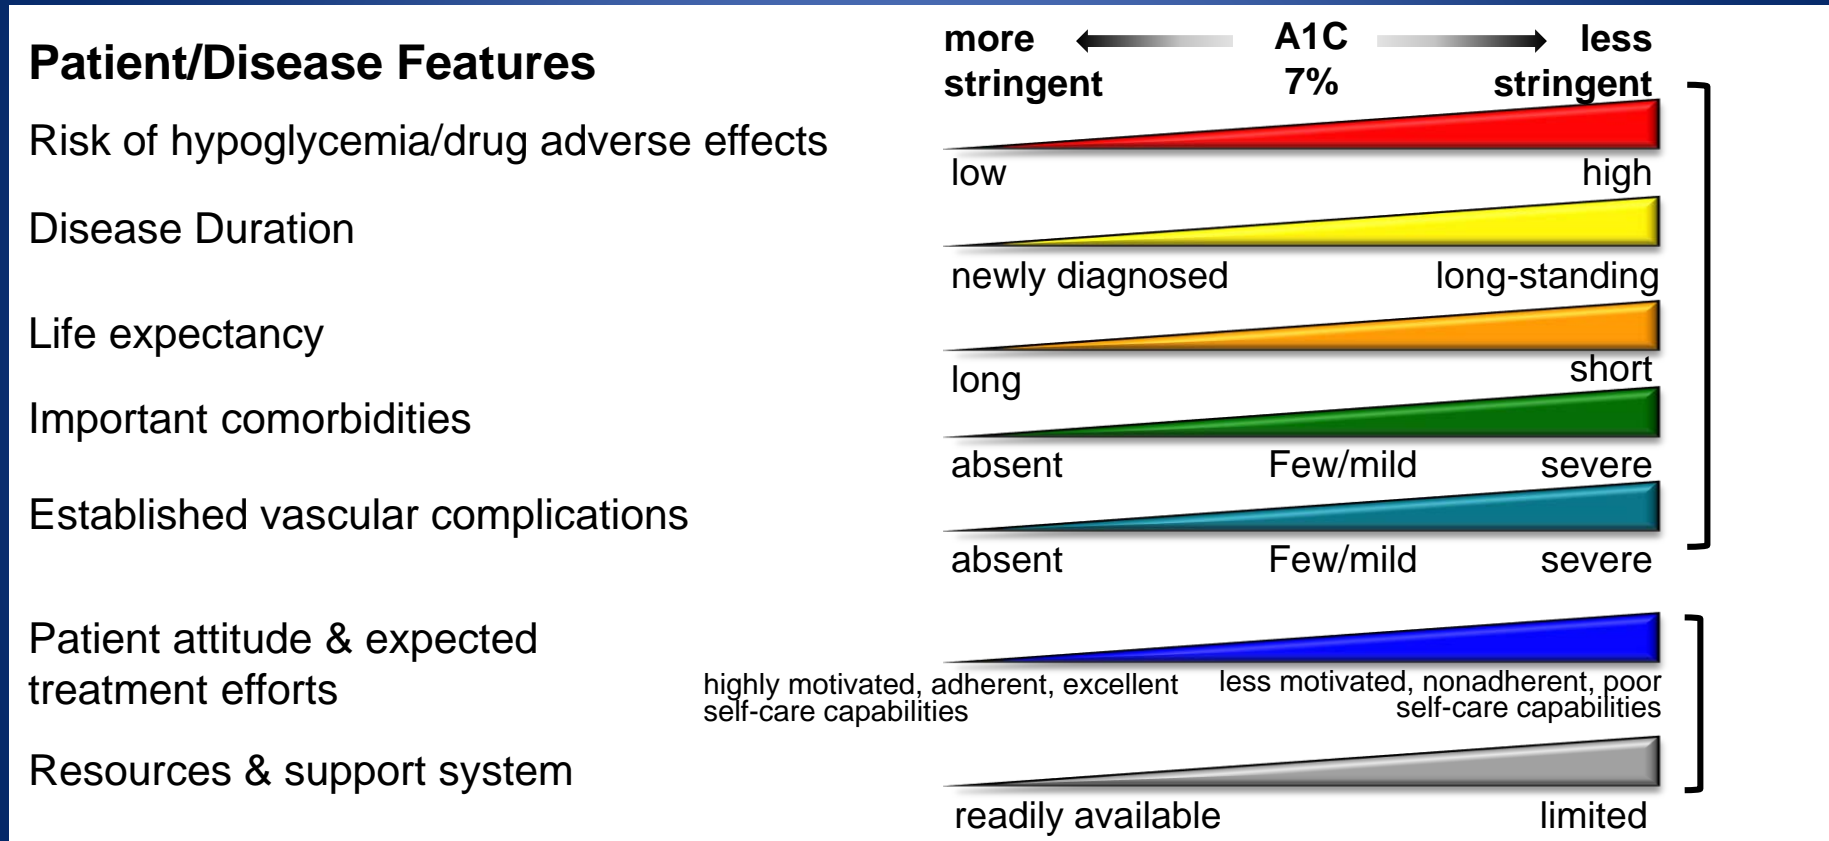 Patient/Disease Features
more A1C less
stringent 7% stringent
Risk of hypoglycemia/drug adverse effects
low high
Disease Duration
newly diagnosed long-standing
Life expectancy
long short
Important comorbidities
absent Few/mild severe
Established vascular complications
absent Few/mild severe
Patient attitude & expected
treatment efforts
highly motivated, adherent, excellent
self-care capabilities
less motivated, nonadherent, poor
self-care capabilities
Resources & support system
readily available limited